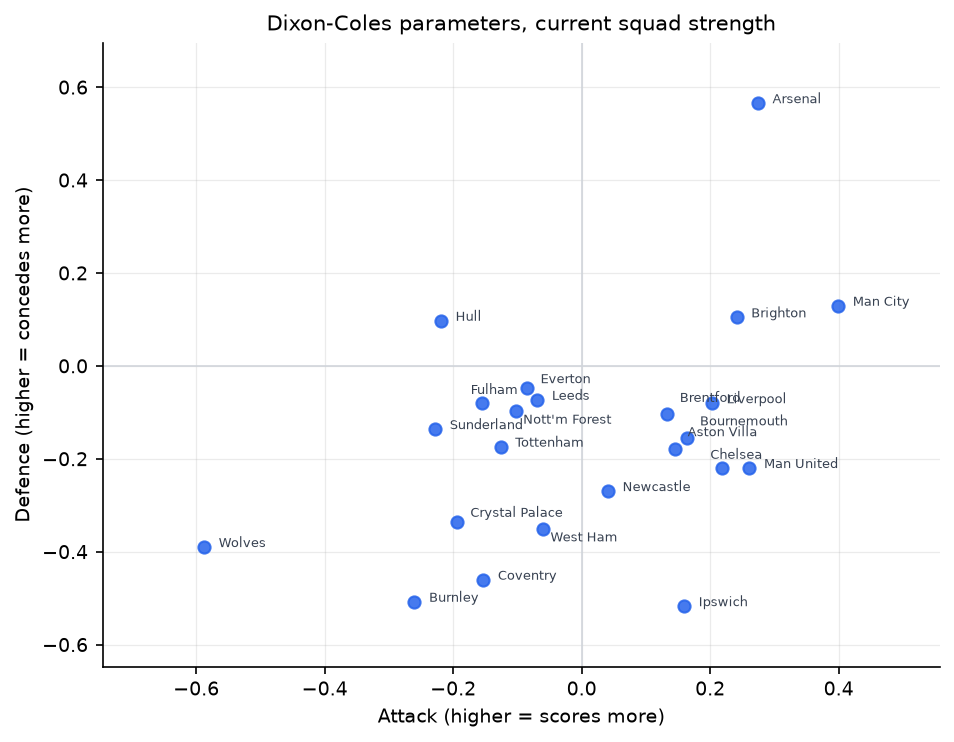 Dixon-Coles parameters, current squad strength
Defence (higher = concedes more)
0.6
0.4
0.2
0.0
−0.2
−0.4
−0.6
Arsenal
Man City
Brighton
Hull
Everton
Fulham
Leeds
Brentford
Liverpool
Nott'm Forest
Bournemouth
Sunderland
Aston Villa
Tottenham
Chelsea
Man United
Newcastle
Crystal Palace
West Ham
Wolves
Coventry
Burnley
Ipswich
−0.6
−0.4
−0.2
0.0
0.2
0.4
Attack (higher = scores more)